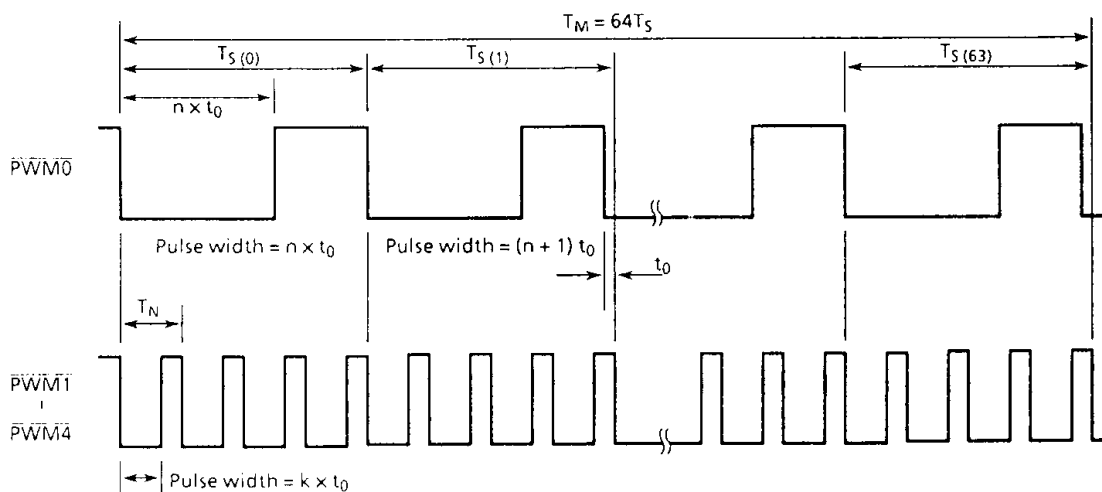 T_M = 64T_S
T_S (0)
T_S (1)
T_S (63)
n × t_0
PWM0
Pulse width = n × t_0
Pulse width = (n + 1) t_0
t_0
T_N
PWM1
PWM4
Pulse width = k × t_0